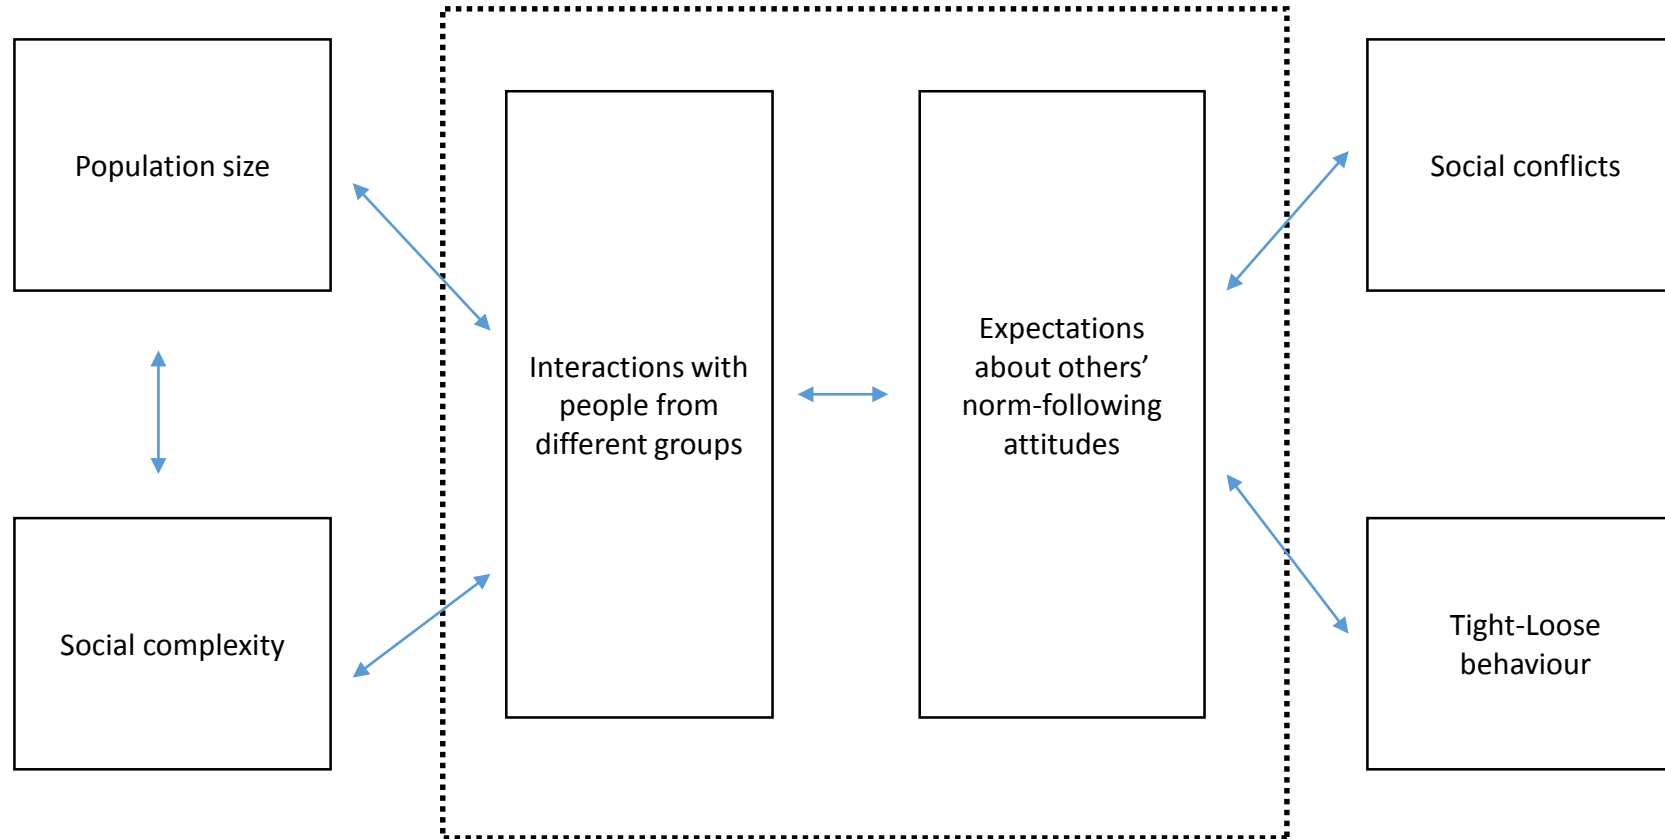 Population size
Social complexity
Interactions with
people from
different groups
Expectations
about others’
norm-following
attitudes
Social conflicts
Tight-Loose
behaviour